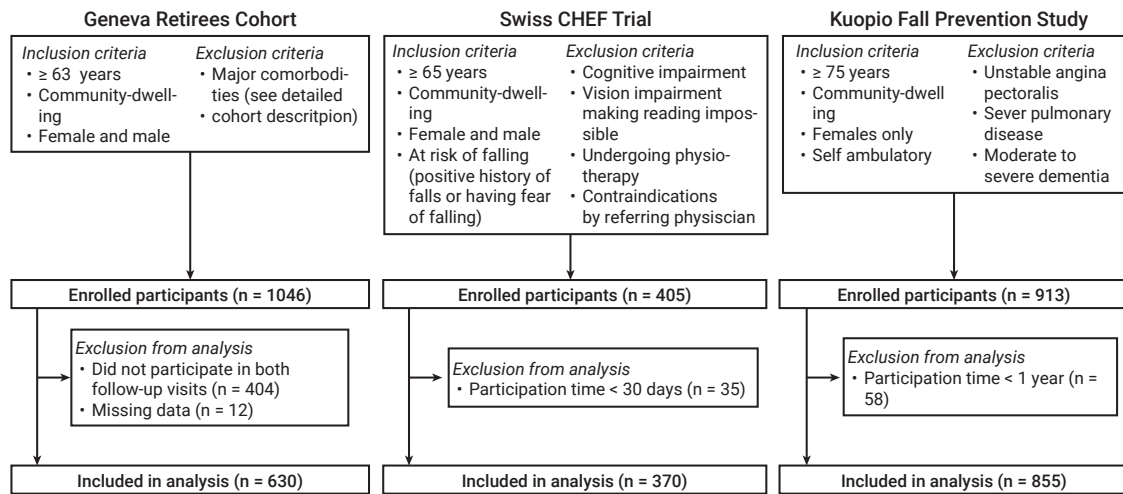 Geneva Retirees Cohort
Inclusion criteria
• ≥ 63 years
• Community-dwell-
ing
• Female and male
Exclusion criteria
• Major comorbodi-
ties (see detailed
• cohort descritpion)
Enrolled participants (n = 1046)
Exclusion from analysis
• Did not participate in both
follow-up visits (n = 404)
• Missing data (n = 12)
Included in analysis (n = 630)
Swiss CHEF Trial
Inclusion criteria
• ≥ 65 years
• Community-dwell-
ing
• Female and male
• At risk of falling
(positive history of
falls or having fear
of falling)
Exclusion criteria
• Cognitive impairment
• Vision impairment
making reading impos-
sible
• Undergoing physio-
therapy
• Contraindications
by referring physiscian
Enrolled participants (n = 405)
Exclusion from analysis
• Participation time < 30 days (n = 35)
Included in analysis (n = 370)
Kuopio Fall Prevention Study
Inclusion criteria
• ≥ 75 years
• Community-dwell
ing
• Females only
• Self ambulatory
Exclusion criteria
• Unstable angina
pectoralis
• Sever pulmonary
disease
• Moderate to
severe dementia
Enrolled participants (n = 913)
Exclusion from analysis
• Participation time < 1 year (n =
58)
Included in analysis (n = 855)